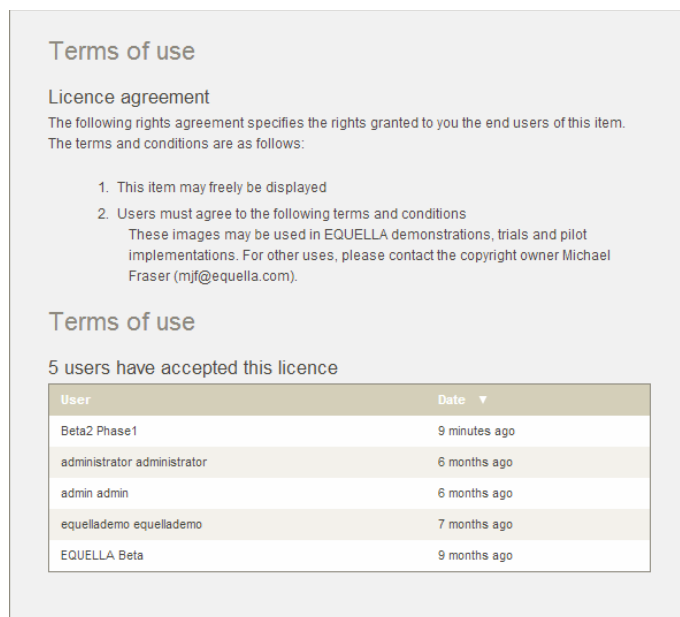 Terms of use
Licence agreement
The following rights agreement specifies the rights granted to you the end users of this item.
The terms and conditions are as follows:
1. This item may freely be displayed
2. Users must agree to the following terms and conditions
These images may be used in EQUELLA demonstrations, trials and pilot
implementations. For other uses, please contact the copyright owner Michael
Fraser (mjf@equella.com).
Terms of use
5 users have accepted this licence
User Date ▼
Beta2 Phase1 9 minutes ago
administrator administrator 6 months ago
admin admin 6 months ago
equellademo equellademo 7 months ago
EQUELLA Beta 9 months ago